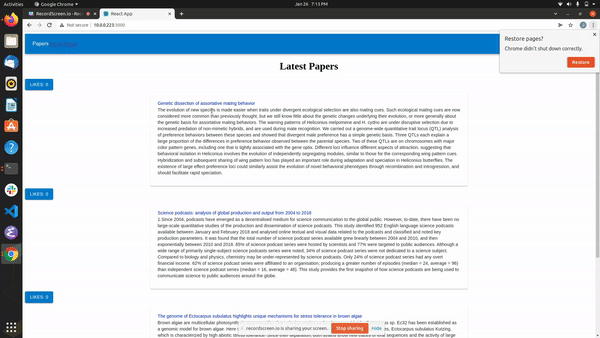 Activities
Google Chrome
Jan 26 7:13 PM
RecordScreen.io - Rec
React App
Not secure 10.0.0.223:3000
Restore pages?
Chrome didn't shut down correctly.
Restore
Papers
Latest Papers
LIKES 0
Genetic dissection of assortative mating behavior
The evolution of new species is made easier when traits under divergent ecological selection are also mating cues. Such ecological mating cues are now
considered more common than previously thought, but we still know little about the genetic changes underlying their evolution, or more generally about
the genetic basis for assortative mating behaviors. The warning patterns of Heliconius melpomene and H. cydno are under disruptive selection due to
increased predation of non-mimetic hybrids, and are used during mate recognition. We carried out a genome-wide quantitative trait locus (QTL) analysis
of preference behaviors between these species and showed that divergent male preference has a simple genetic basis. Three QTLs each explain a
large proportion of the differences in preference behavior observed between the parental species. Two of these QTLs are on chromosomes with major
color pattern genes, including one that is tightly associated with the gene optix. Different loci influence different aspects of attraction, suggesting that
behavioral isolation in Heliconius involves the evolution of independently segregating modules, similar to those for the corresponding wing pattern cues.
Hybridization and subsequent sharing of wing pattern loci has played an important role during adaptation and speciation in Heliconius butterflies. The
existence of large effect preference loci could similarly assist the evolution of novel behavioral phenotypes through recombination and introgression, and
should facilitate rapid speciation.
LIKES 0
Science podcasts: analysis of global production and output from 2004 to 2018
1.Since 2004, podcasts have emerged as a decentralised medium for science communication to the global public. However, to-date, there have been no
large-scale quantitative studies of the production and dissemination of science podcasts. This study identified 952 English language science podcasts
available between January and February 2018 and analysed online textual and visual data related to the podcasts and classified and noted key
production parameters. It was found that the total number of science podcast series available grew linearly between 2004 and 2010, and then
exponentially between 2010 and 2018. 65% of science podcast series were hosted by scientists and 77% were targeted to public audiences. Although a
wide range of primarily single-subject science podcasts series were noted, 34% of science podcast series were not dedicated to a science subject.
Compared to biology and physics, chemistry may be under-represented by science podcasts. Only 24% of science podcast series had any overt
financial income. 62% of science podcast series were affiliated to an organisation; producing a greater number of episodes (median = 24, average = 96)
than independent science podcast series (median = 16, average = 48). This study provides the first snapshot of how science podcasts are being used to
communicate science to public audiences around the globe.
LIKES 0
The genome of Ectocarpus subulatus highlights unique mechanisms for stress tolerance in brown algae
Brown algae are multicellular photosynthetic
as sp. Ec32 has been established as
a genomic model for brown algae. Here
s, Ectocarpus subulatus Kützing,
recordscreen.io is sharing your screen.
Stop sharing
Hide